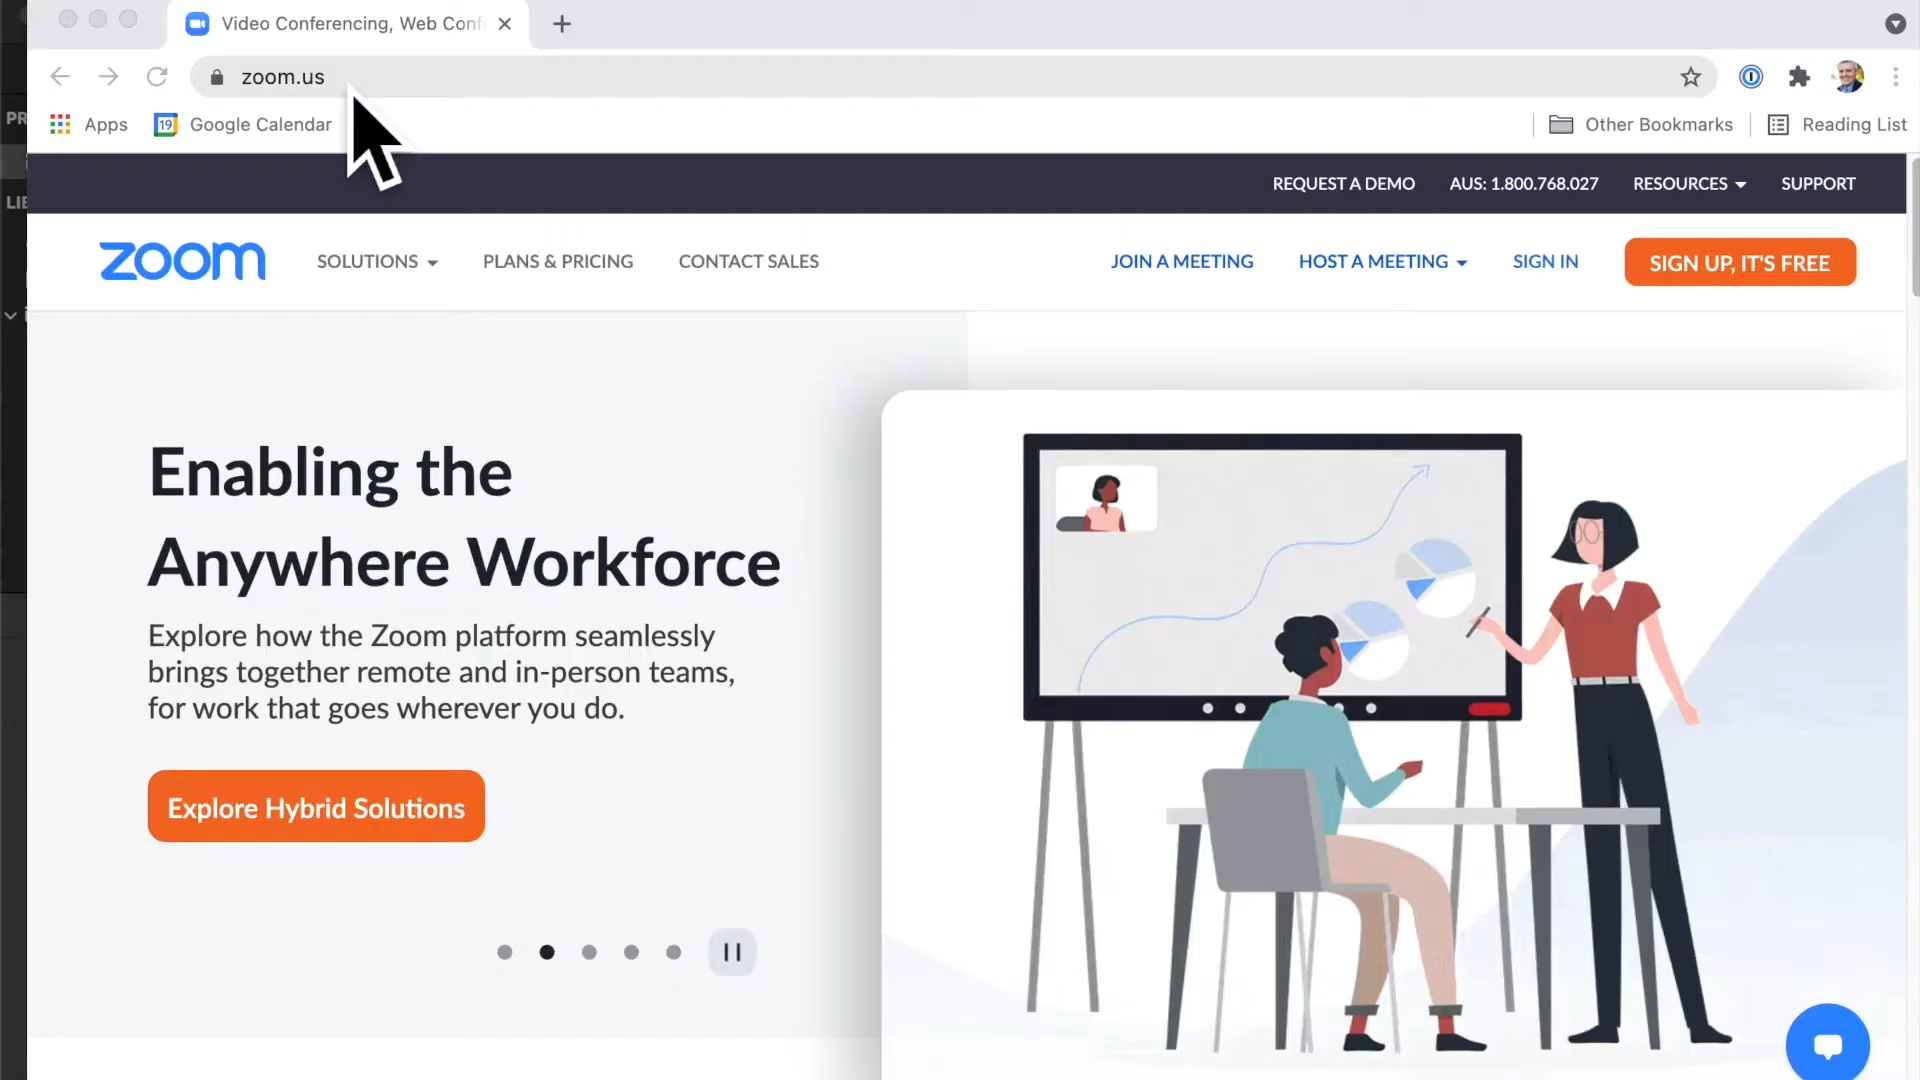 Video Conferencing, Web Conf
zoom.us
Apps
19
Google Calendar
Other Bookmarks
Reading List
PR
LIE
REQUEST A DEMO
AUS: 1.800.768.027
RESOURCES
SUPPORT
zoom
SOLUTIONS
PLANS & PRICING
CONTACT SALES
JOIN A MEETING
HOST A MEETING
SIGN IN
SIGN UP, IT'S FREE
Enabling the
Anywhere Workforce
Explore how the Zoom platform seamlessly
brings together remote and in-person teams,
for work that goes wherever you do.
Explore Hybrid Solutions